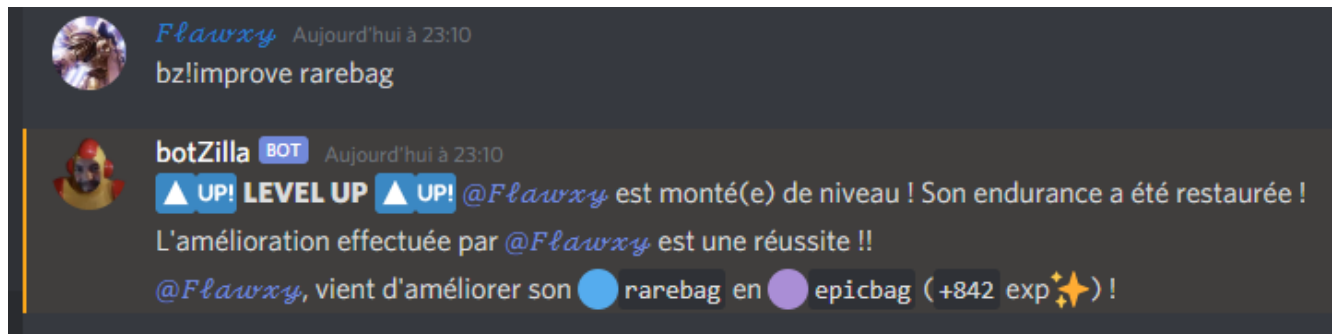 Flawxy Aujourd'hui à 23:10
bz!improve rarebag
botZilla BOT Aujourd'hui à 23:10
UP! LEVEL UP UP! @Flawxy est monté(e) de niveau ! Son endurance a été restaurée !
L'amélioration effectuée par @Flawxy est une réussite !!
@Flawxy, vient d'améliorer son rarebag en epicbag (+842 exp) !